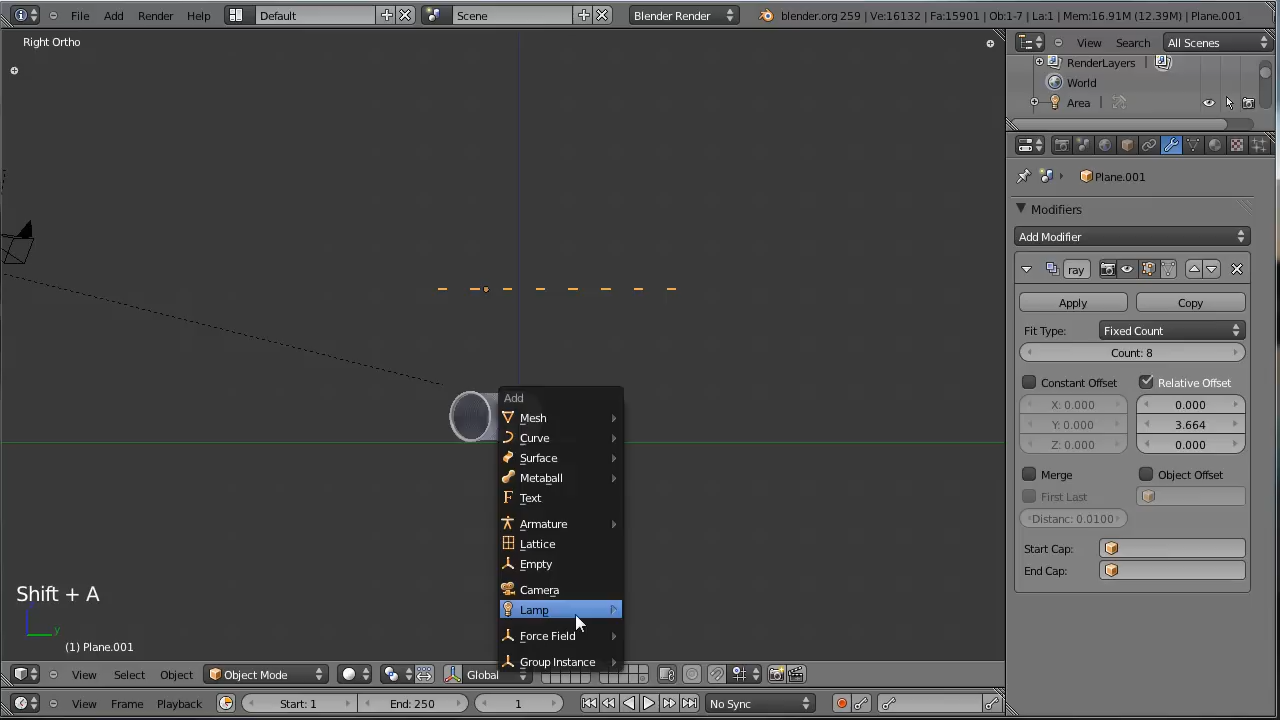 File Add Render Help Default Scene Blender Render blender.org 259 | Ve:16132 | Fa:15901 | Ob:1-7 | La:1 | Mem:16.91M (12.39M) | Plane.001
Right Ortho
View Search All Scenes
RenderLayers
World
Area
Plane.001
Modifiers
Add Modifier
ray
Apply Copy
Fit Type: Fixed Count
Count: 8
Constant Offset Relative Offset
X: 0.000 0.000
Y: 0.000 3.664
Z: 0.000 0.000
Merge Object Offset
First Last
Distanc: 0.0100
Start Cap:
End Cap:
Add
Mesh
Curve
Surface
Metaball
Text
Armature
Lattice
Empty
Camera
Lamp
Force Field
Group Instance
Shift + A
y
(1) Plane.001
View Select Object Object Mode Global
View Frame Playback Start: 1 End: 250 1 No Sync